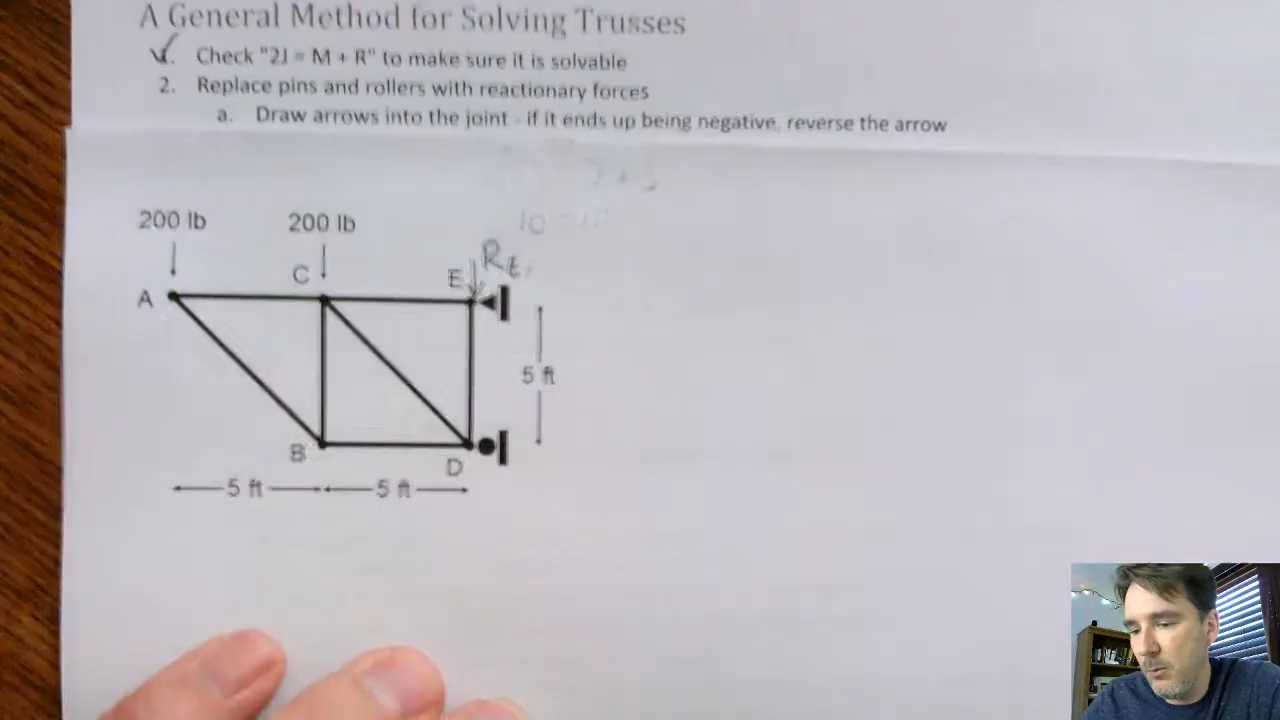 A General Method for Solving Trusses
1. Check "2J = M + R" to make sure it is solvable
2. Replace pins and rollers with reactionary forces
a. Draw arrows into the joint - if it ends up being negative, reverse the arrow
200 lb 200 lb
C E
A
5 ft
B
D
5 ft 5 ft